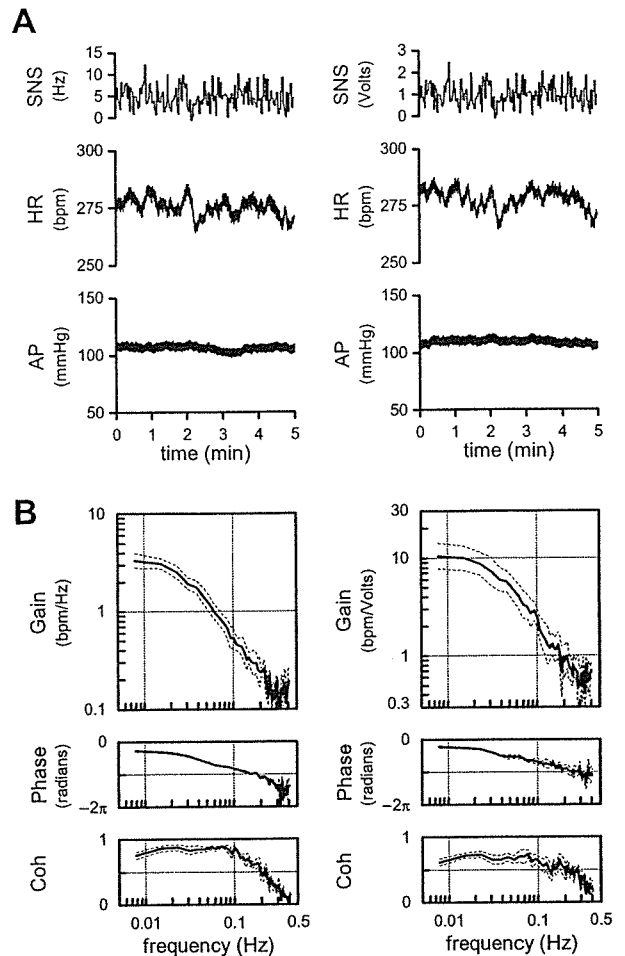 A
SNS
(Hz)
15
10
5
0
SNS
(Volts)
3
2
1
0
HR
(bpm)
300
275
250
HR
(bpm)
300
275
250
AP
(mmHg)
150
100
50
0 1 2 3 4 5
time (min)
AP
(mmHg)
150
100
50
0 1 2 3 4 5
time (min)
B
Gain
(bpm/Hz)
10
1
0.1
Gain
(bpm/Volts)
30
10
1
0.3
Phase
(radians)
0
−2π
Phase
(radians)
0
−2π
Coh
1
0
0.01 0.1 0.5
frequency (Hz)
Coh
1
0
0.01 0.1 0.5
frequency (Hz)